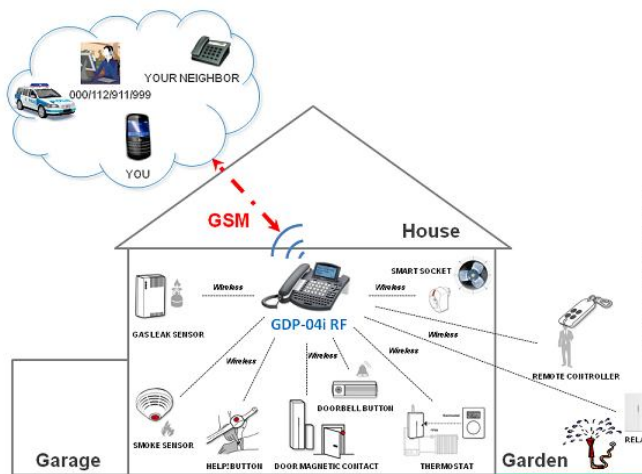 YOUR NEIGHBOR
000/112/911/999
YOU
GSM
House
SMART SOCKET
Wireless
Wireless
GAS LEAK SENSOR
GDP-04i RF
Wireless
Wireless
Wireless
Wireless
Wireless
REMOTE CONTROLLER
DOORBELL BUTTON
SMOKE SENSOR
HELP! BUTTON
DOOR MAGNETIC CONTACT
THERMOSTAT
Garage
Garden